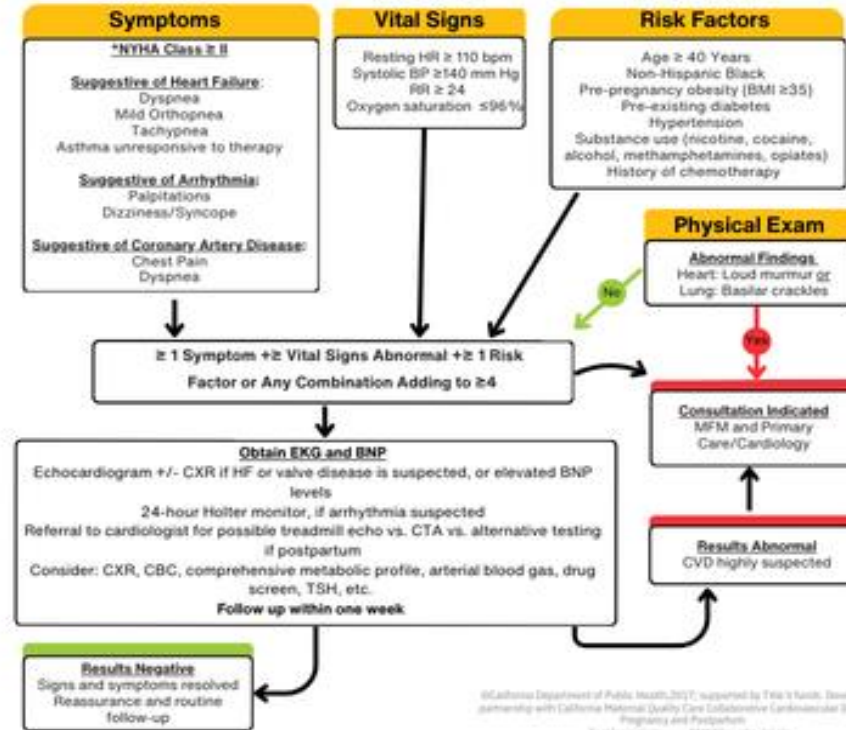 Symptoms
*NYHA Class ≥ II
Suggestive of Heart Failure:
Dyspnea
Mild Orthopnea
Tachypnea
Asthma unresponsive to therapy
Suggestive of Arrhythmia:
Palpitations
Dizziness/Syncope
Suggestive of Coronary Artery Disease:
Chest Pain
Dyspnea
Vital Signs
Resting HR ≥ 110 bpm
Systolic BP ≥140 mm Hg
RR ≥ 24
Oxygen saturation ≤96%
Risk Factors
Age ≥ 40 Years
Non-Hispanic Black
Pre-pregnancy obesity (BMI ≥35)
Pre-existing diabetes
Hypertension
Substance use (nicotine, cocaine,
alcohol, methamphetamines, opiates)
History of chemotherapy
Physical Exam
Abnormal Findings
Heart: Loud murmur or
Lung: Basilar crackles
No
Yes
≥ 1 Symptom +≥ Vital Signs Abnormal +≥ 1 Risk
Factor or Any Combination Adding to ≥4
Consultation Indicated
MFM and Primary
Care/Cardiology
Obtain EKG and BNP
Echocardiogram +/- CXR if HF or valve disease is suspected, or elevated BNP
levels
24-hour Holter monitor, if arrhythmia suspected
Referral to cardiologist for possible treadmill echo vs. CTA vs. alternative testing
if postpartum
Consider: CXR, CBC, comprehensive metabolic profile, arterial blood gas, drug
screen, TSH, etc.
Follow up within one week
Results Abnormal
CVD highly suspected
Results Negative
Signs and symptoms resolved
Reassurance and routine
follow-up
©California Department of Public Health, 2017; supported by Title V funds.
partnership with California Maternal Quality Care Collaborative Cardiovascular
Pregnancy and Postpartum